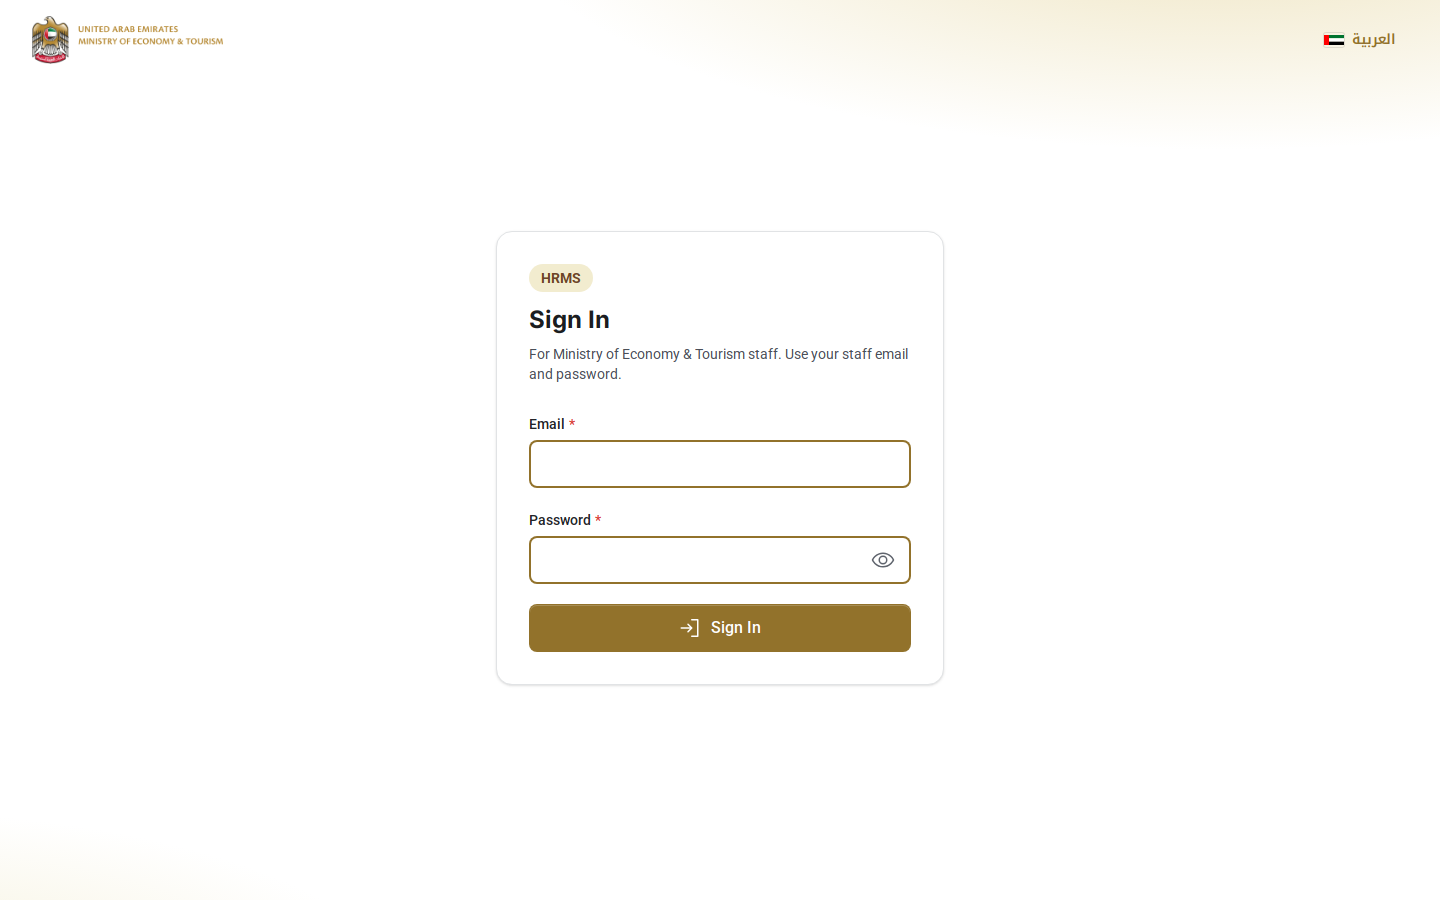 UNITED ARAB EMIRATES
MINISTRY OF ECONOMY & TOURISM
العربية
HRMS
Sign In
For Ministry of Economy & Tourism staff. Use your staff email
and password.
Email *
Password *
Sign In